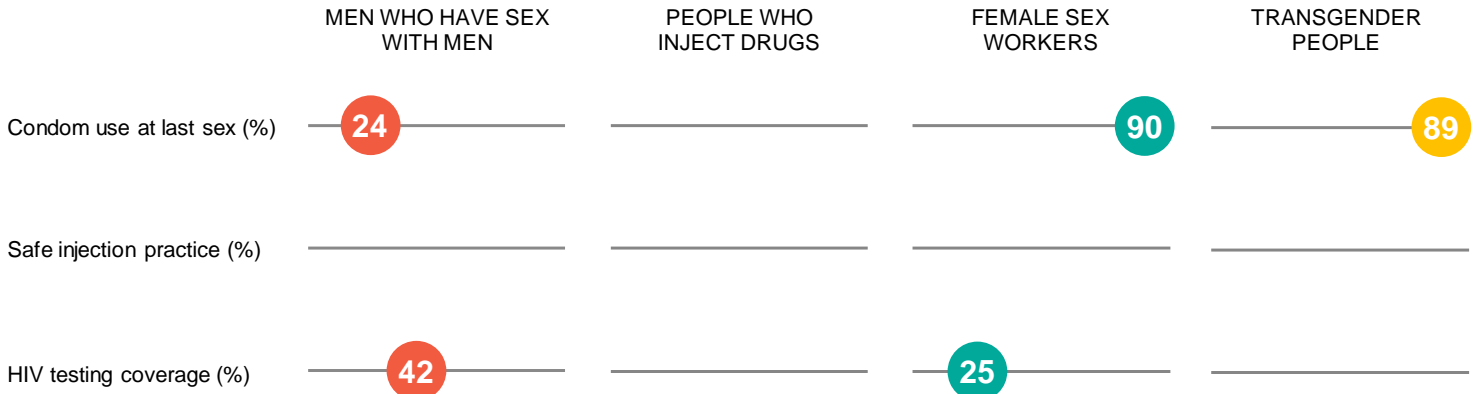 MEN WHO HAVE SEX
WITH MEN
PEOPLE WHO
INJECT DRUGS
FEMALE SEX
WORKERS
TRANSGENDER
PEOPLE
Condom use at last sex (%)
24
90
89
Safe injection practice (%)
HIV testing coverage (%)
42
25